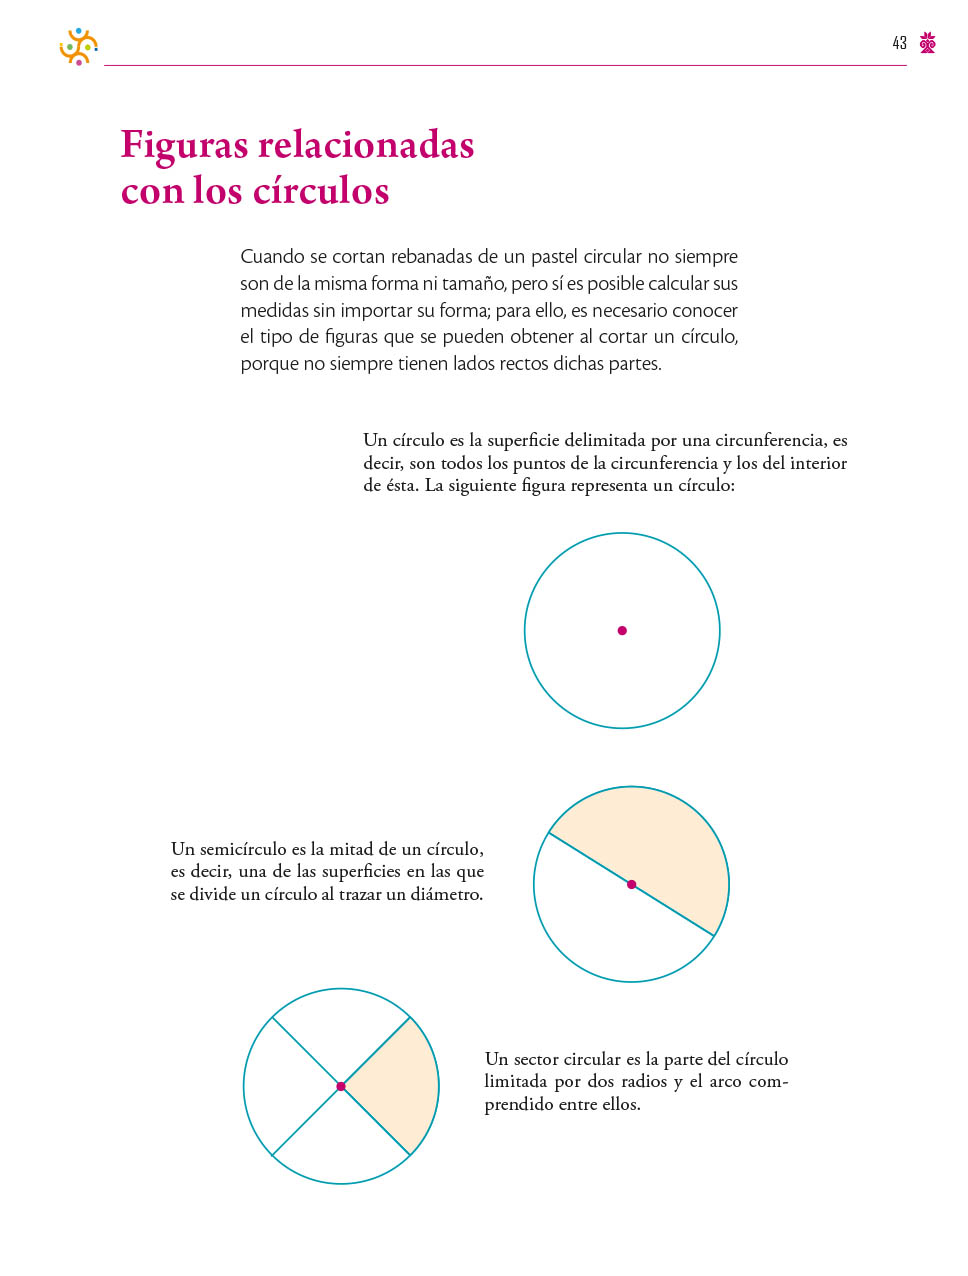 43
Figuras relacionadas
con los círculos
Cuando se cortan rebanadas de un pastel circular no siempre
son de la misma forma ni tamaño, pero sí es posible calcular sus
medidas sin importar su forma; para ello, es necesario conocer
el tipo de figuras que se pueden obtener al cortar un círculo,
porque no siempre tienen lados rectos dichas partes.
Un círculo es la superficie delimitada por una circunferencia, es
decir, son todos los puntos de la circunferencia y los del interior
de ésta. La siguiente figura representa un círculo:
Un semicírculo es la mitad de un círculo,
es decir, una de las superficies en las que
se divide un círculo al trazar un diámetro.
Un sector circular es la parte del círculo
limitada por dos radios y el arco com-
prendido entre ellos.